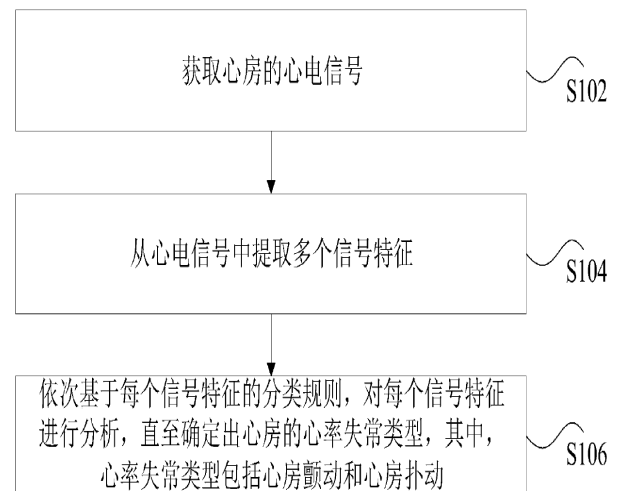 获取心房的心电信号
S102
从心电信号中提取多个信号特征
S104
依次基于每个信号特征的分类规则，对每个信号特征
进行分析，直至确定出心房的心率失常类型，其中，
心率失常类型包括心房颤动和心房扑动
S106